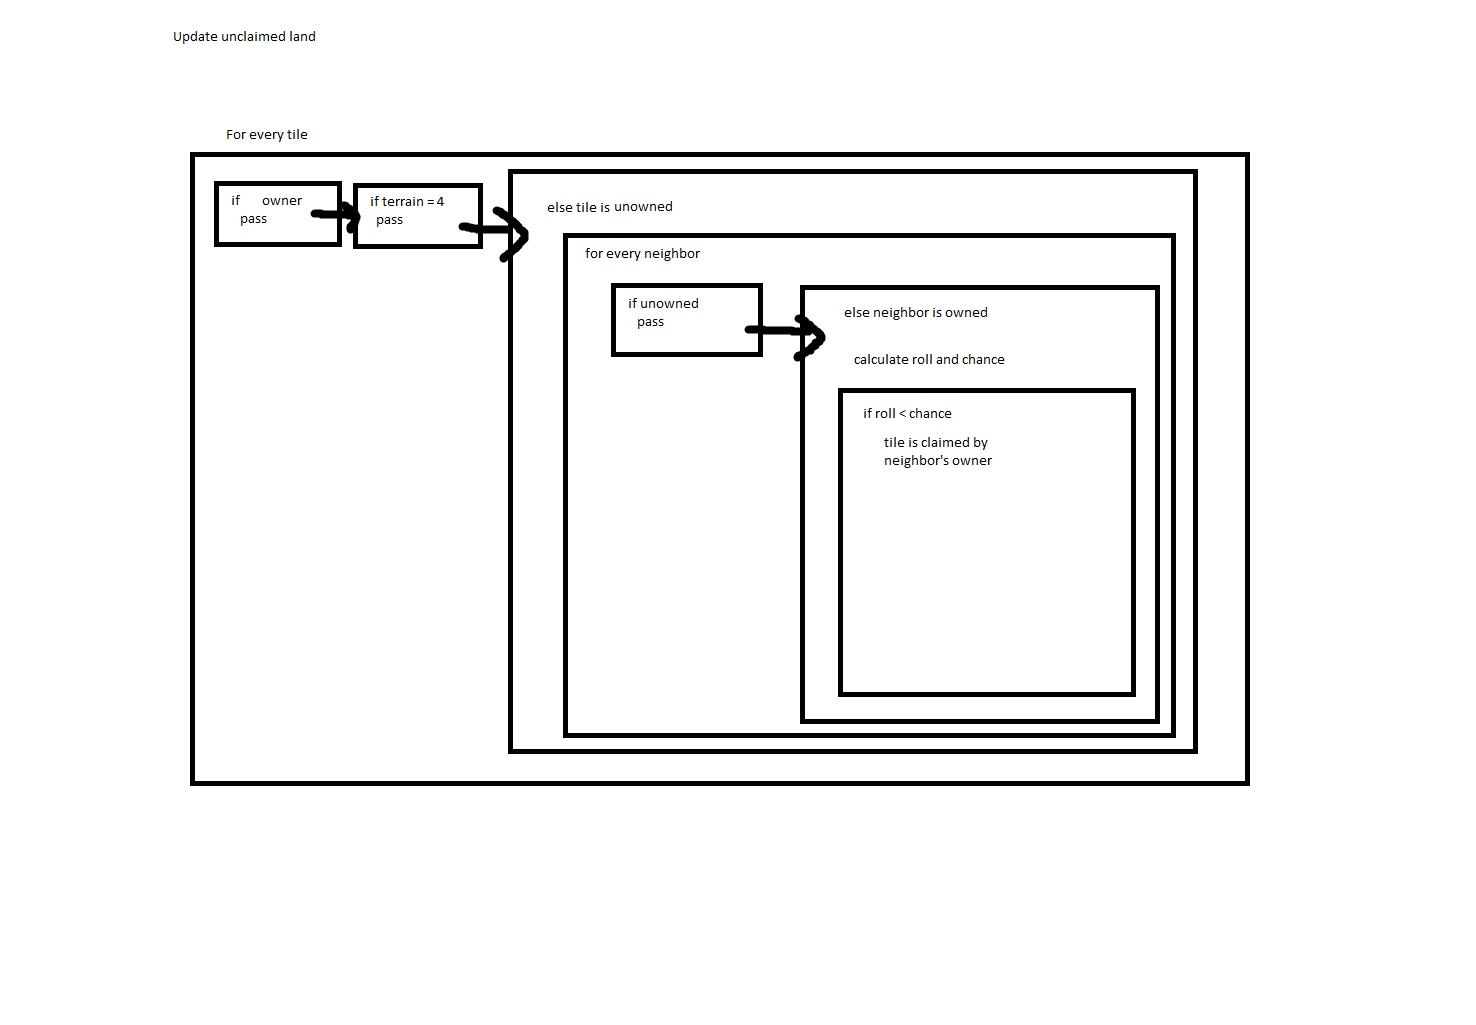 Update unclaimed land
For every tile
if owner
pass
if terrain = 4
pass
else tile is unowned
for every neighbor
if unowned
pass
else neighbor is owned
calculate roll and chance
if roll < chance
tile is claimed by
neighbor's owner